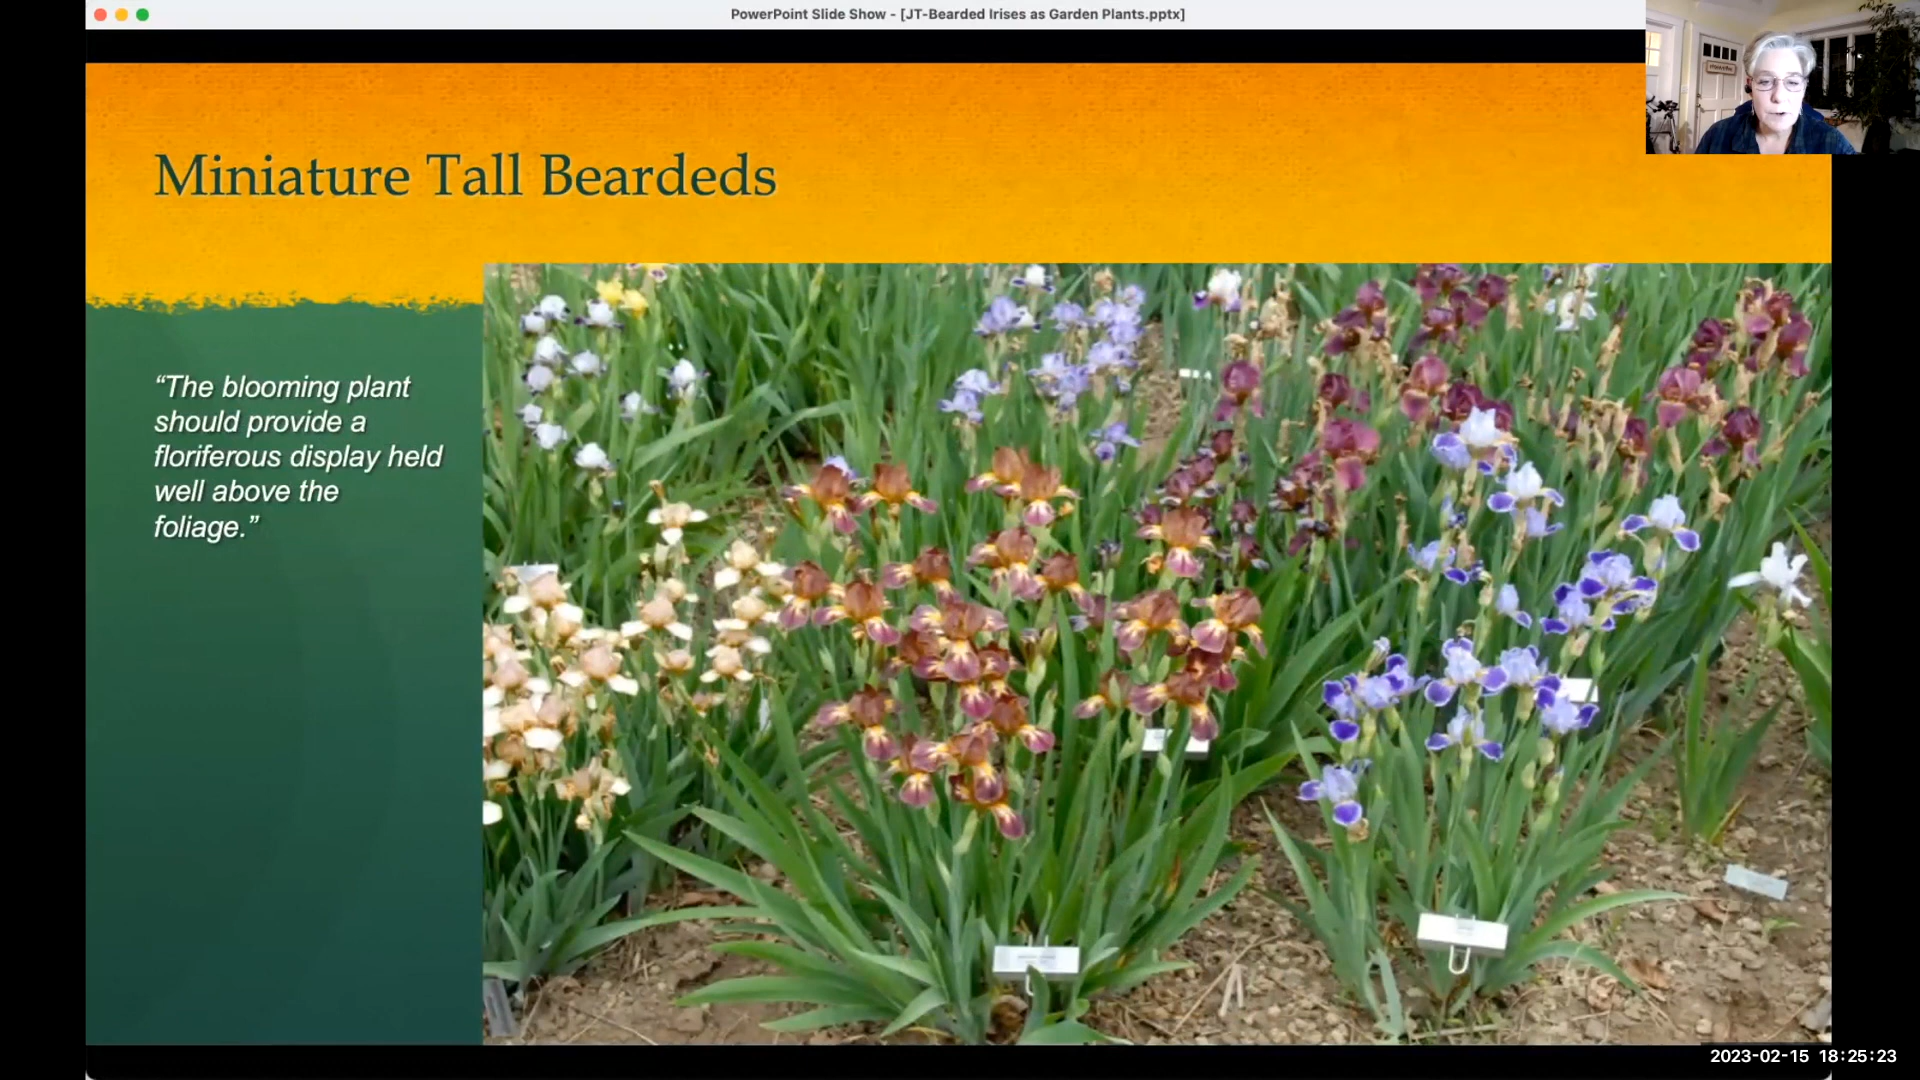 PowerPoint Slide Show - [JT-Bearded Irises as Garden Plants.pptx]
Miniature Tall Beardeds
“The blooming plant
should provide a
floriferous display held
well above the
foliage.”
2023-02-15 18:25:23